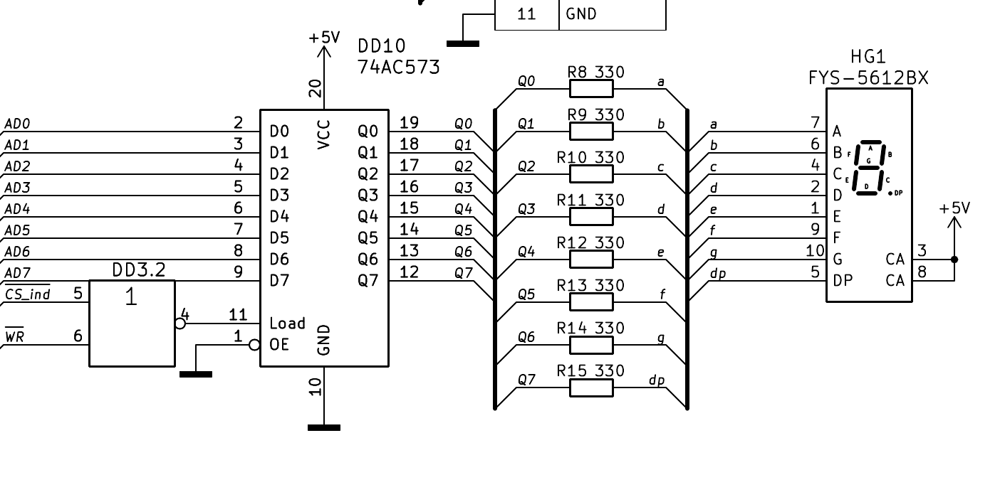 11 GND
+5V
DD10
74AC573
20
HG1
FYS-5612BX
Q0 R8 330 a
AD0 2 D0 VCC Q0 19 Q0
Q1 R9 330 b
a 7 A
AD1 3 D1 Q1 18 Q1
b 6 B
AD2 4 D2 Q2 17 Q2
Q2 R10 330 c
c 4 C
AD3 5 D3 Q3 16 Q3
d 2 D
AD4 6 D4 Q4 15 Q4
Q3 R11 330 d
e 1 E
AD5 7 D5 Q5 14 Q5
f 9 F
AD6 8 D6 Q6 13 Q6
Q4 R12 330 e
g 10 G CA 3
AD7 9 D7 Q7 12 Q7
dp 5 DP CA 8
A
F B
G
E C
D
DP
+5V
DD3.2
1
CS_ind 5
4 11 Load
WR 6
1 OE
GND
10
Q5 R13 330 f
Q6 R14 330 g
Q7 R15 330 dp